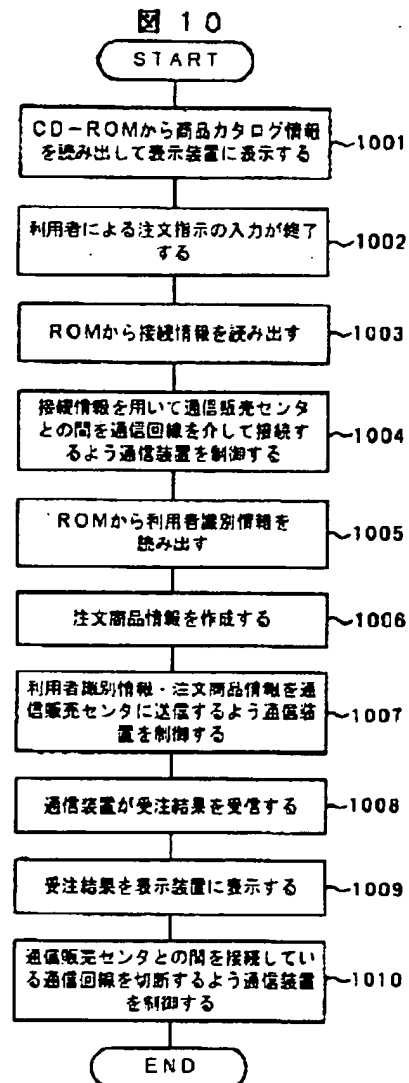 図 10
START
CD-ROMから商品カタログ情報
を読み出して表示装置に表示する
1001
利用者による注文指示の入力が終了
する
1002
ROMから接続情報を読み出す
1003
接続情報を用いて通信販売センタ
との間を通信回線を介して接続す
るよう通信装置を制御する
1004
ROMから利用者識別情報を
読み出す
1005
注文商品情報を作成する
1006
利用者識別情報・注文商品情報を通
信販売センタに送信するよう通信装
置を制御する
1007
通信装置が受注結果を受信する
1008
受注結果を表示装置に表示する
1009
通信販売センタとの間を接続してい
る通信回線を切断するよう通信装置
を制御する
1010
END